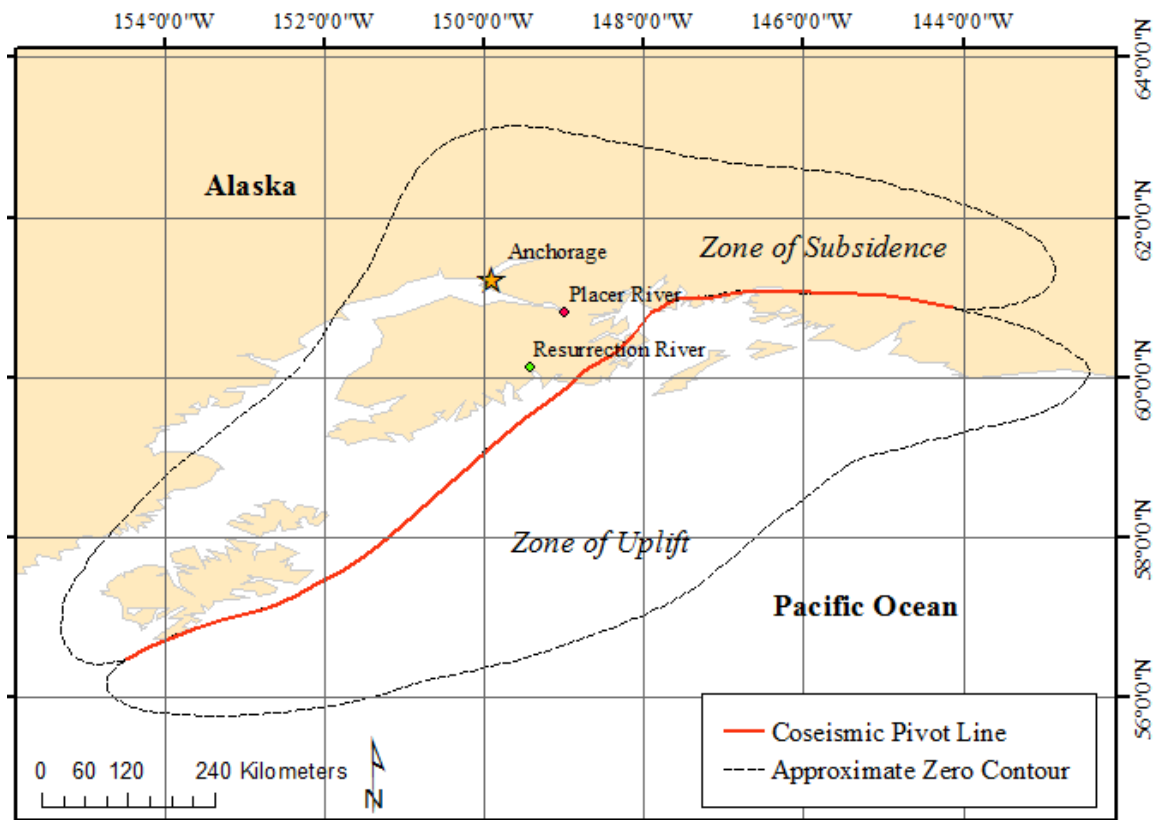 154°0'0"W 152°0'0"W 150°0'0"W 148°0'0"W 146°0'0"W 144°0'0"W
64°0'0"N
Alaska
62°0'0"N
Zone of Subsidence
Anchorage
Placer River
Resurrection River
60°0'0"N
58°0'0"N
Zone of Uplift
Pacific Ocean
56°0'0"N
Coseismic Pivot Line
Approximate Zero Contour
0 60 120 240 Kilometers
N